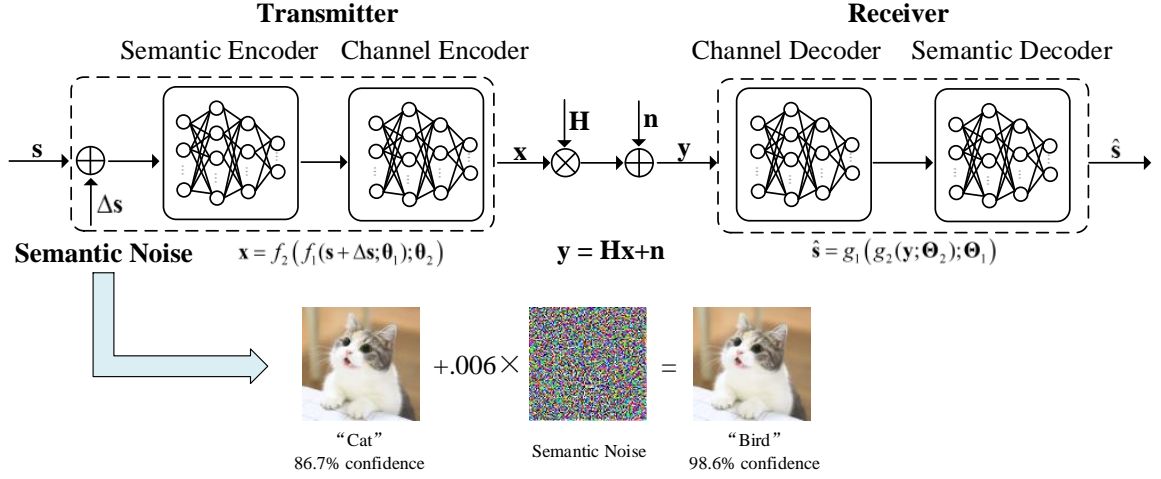 Transmitter
Receiver
Semantic Encoder Channel Encoder
Channel Decoder Semantic Decoder
s
Δs
x
H
n
y
ŝ
Semantic Noise
x = f₂(f₁(s + Δs;θ₁);θ₂)
y = Hx+n
ŝ = g₁(g₂(y;Θ₂);Θ₁)
+.006×
=
“Cat”
86.7% confidence
Semantic Noise
“Bird”
98.6% confidence